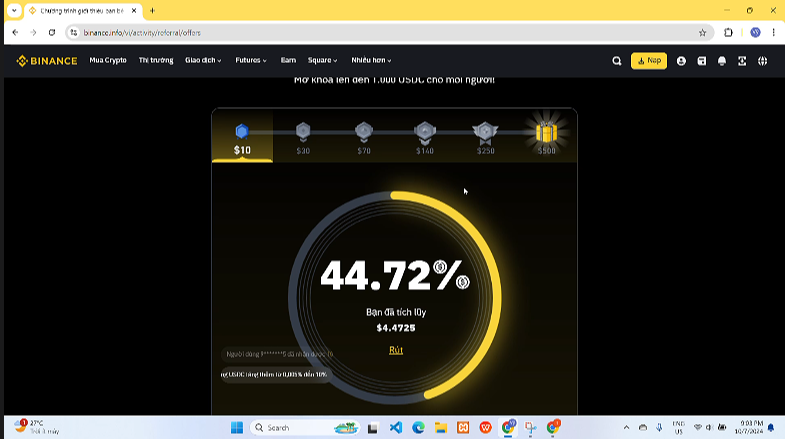 Chương trình giới thiệu bạn bè
binance.info/vi/activity/referral/offers
BINANCE
Mua Crypto
Thị trường
Giao dịch
Futures
Earn
Square
Nhiều hơn
Nạp
Mở khóa lên đến 1.000 USDC cho mỗi người!
$10
$30
$70
$140
$250
$500
44.72%
Bạn đã tích lũy
$4.4725
Rút
Người dùng 9*******5 đã nhận được
ng USDC tăng thêm từ 0,005% đến 10%
1
27°C
Trời ít mây
Search
ENG
US
9:03 PM
10/7/2024